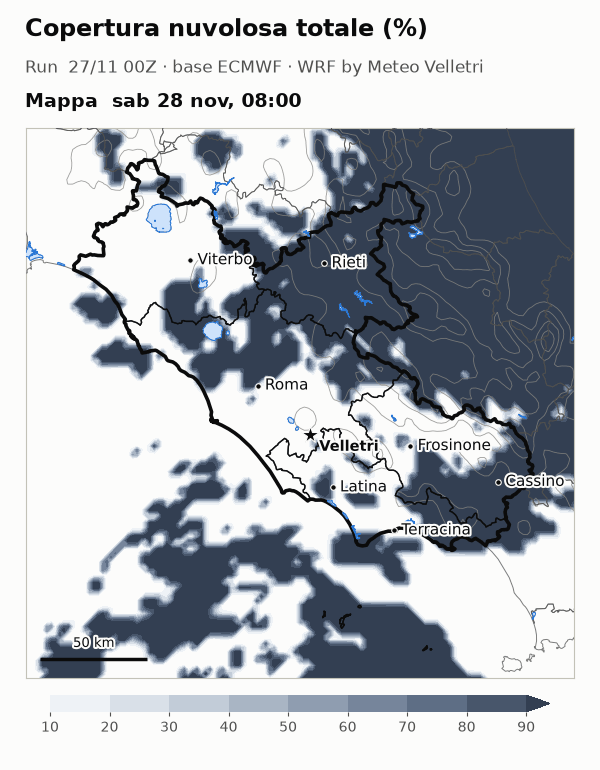 Copertura nuvolosa totale (%)
Run  27/11 00Z · base ECMWF · WRF by Meteo Velletri
Mappa  sab 28 nov, 08:00
Viterbo
Rieti
Roma
Velletri
Frosinone
Cassino
Latina
Terracina
50 km
10 20 30 40 50 60 70 80 90